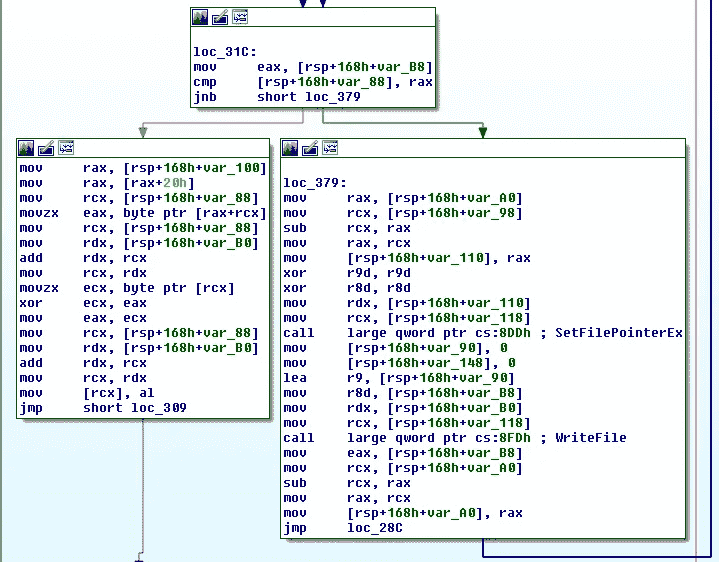 loc_31C:
mov     eax, [rsp+168h+var_B8]
cmp     [rsp+168h+var_88], rax
jnb     short loc_379
mov     rax, [rsp+168h+var_100]
mov     rax, [rax+20h]
mov     rcx, [rsp+168h+var_88]
movzx   eax, byte ptr [rax+rcx]
mov     rcx, [rsp+168h+var_88]
mov     rdx, [rsp+168h+var_B0]
add     rdx, rcx
mov     rcx, rdx
movzx   ecx, byte ptr [rcx]
xor     ecx, eax
mov     eax, ecx
mov     rcx, [rsp+168h+var_88]
mov     rdx, [rsp+168h+var_B0]
add     rdx, rcx
mov     rcx, rdx
mov     [rcx], al
jmp     short loc_309
loc_379:
mov     rax, [rsp+168h+var_A0]
mov     rcx, [rsp+168h+var_98]
sub     rcx, rax
mov     rax, rcx
mov     [rsp+168h+var_110], rax
xor     r9d, r9d
xor     r8d, r8d
mov     rdx, [rsp+168h+var_110]
mov     rcx, [rsp+168h+var_118]
call    large qword ptr cs:8DDh ; SetFilePointerEx
mov     [rsp+168h+var_90], 0
mov     [rsp+168h+var_148], 0
lea     r9, [rsp+168h+var_90]
mov     r8d, [rsp+168h+var_B8]
mov     rdx, [rsp+168h+var_B0]
mov     rcx, [rsp+168h+var_118]
call    large qword ptr cs:8FDh ; WriteFile
mov     eax, [rsp+168h+var_B8]
mov     rcx, [rsp+168h+var_A0]
sub     rcx, rax
mov     rax, rcx
mov     [rsp+168h+var_A0], rax
jmp     loc_28C